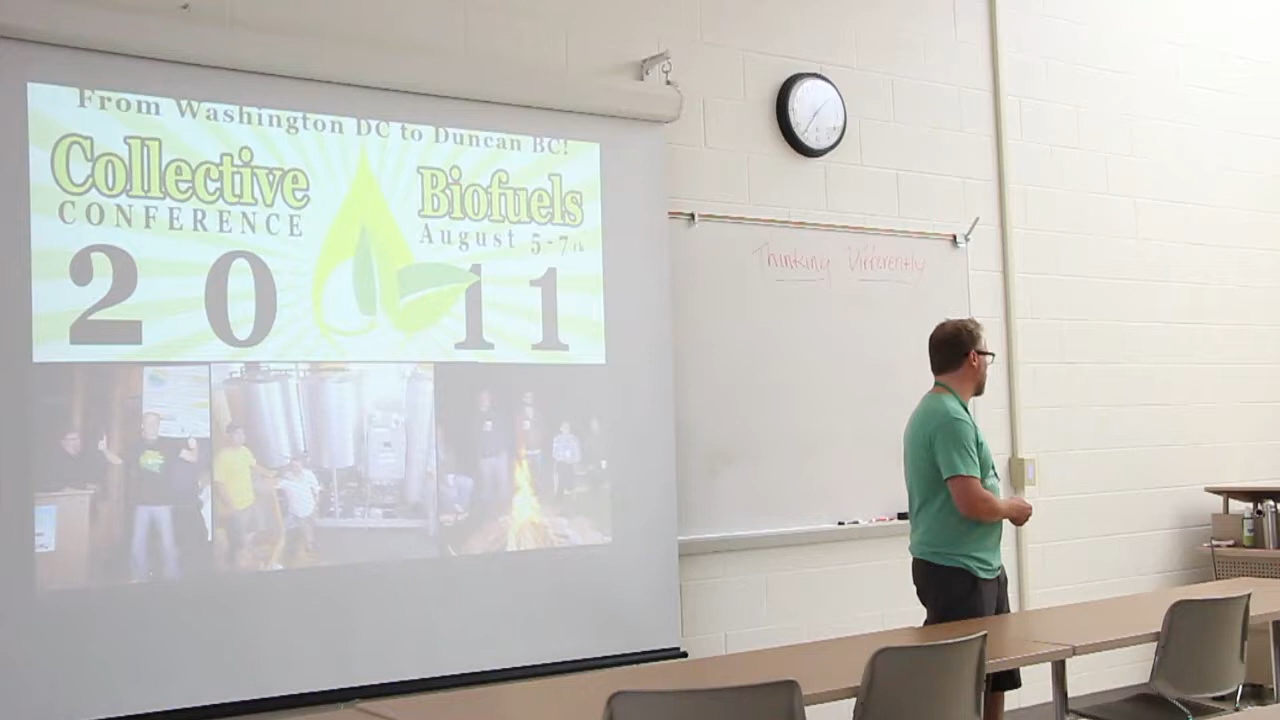 From Washington DC to Duncan BC!
Collective Biofuels
CONFERENCE August 5-7th
2011
Thinking Differently